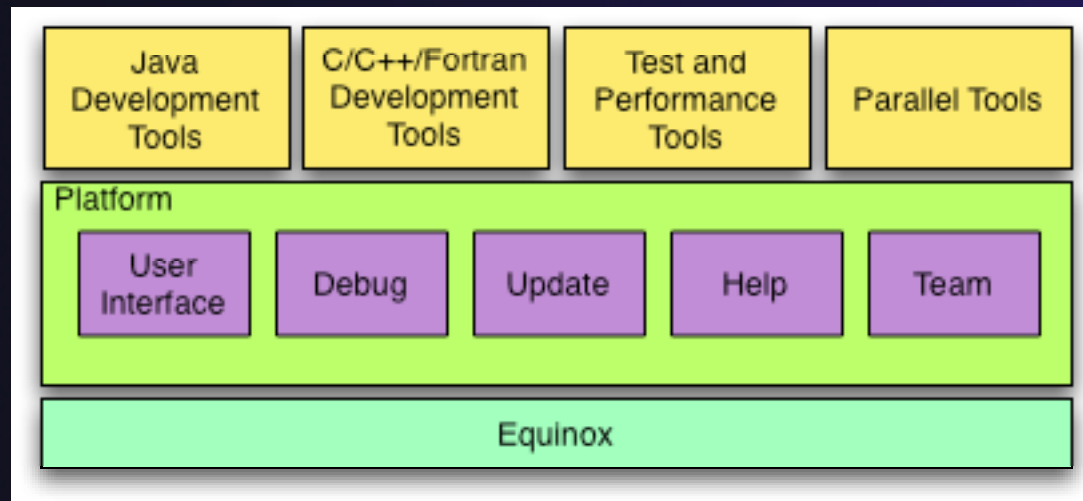 Java
Development
Tools
C/C++/Fortran
Development
Tools
Test and
Performance
Tools
Parallel Tools
Platform
User
Interface
Debug
Update
Help
Team
Equinox